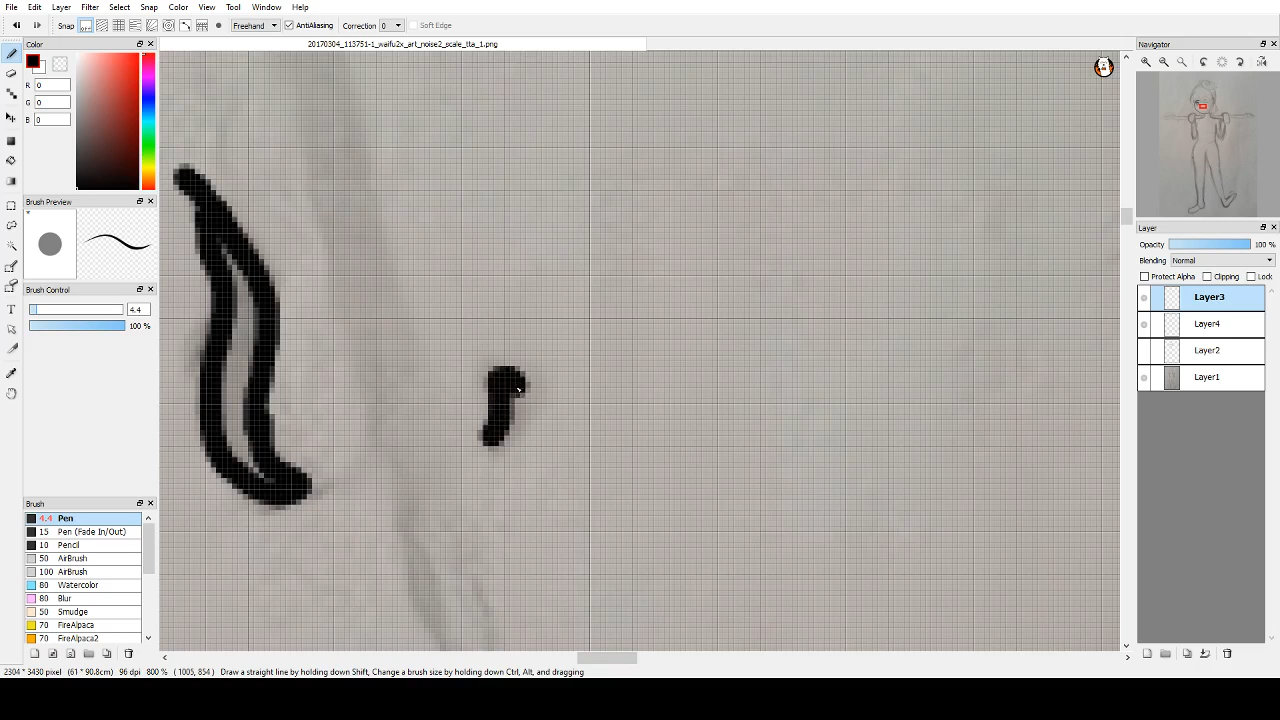 File Edit Layer Filter Select Snap Color View Tool Window Help
Snap OFF Freehand AntiAliasing Correction 0 Soft Edge
Color
20170304_113751-1_waifu2x_art_noise2_scale_tta_1.png
Navigator
R 0
G 0
B 0
Brush Preview
*
Layer
Opacity 100 %
Blending Normal
Protect Alpha Clipping Lock
Brush Control
4.4
100 %
Layer3
Layer4
Layer2
Layer1
Brush
4.4 Pen
15 Pen (Fade In/Out)
10 Pencil
50 AirBrush
100 AirBrush
80 Watercolor
80 Blur
50 Smudge
70 FireAlpaca
70 FireAlpaca2
2304 * 3430 pixel (61 * 90.8cm) 96 dpi 800 % ( 1005, 854 ) Draw a straight line by holding down Shift, Change a brush size by holding down Ctrl, Alt, and dragging